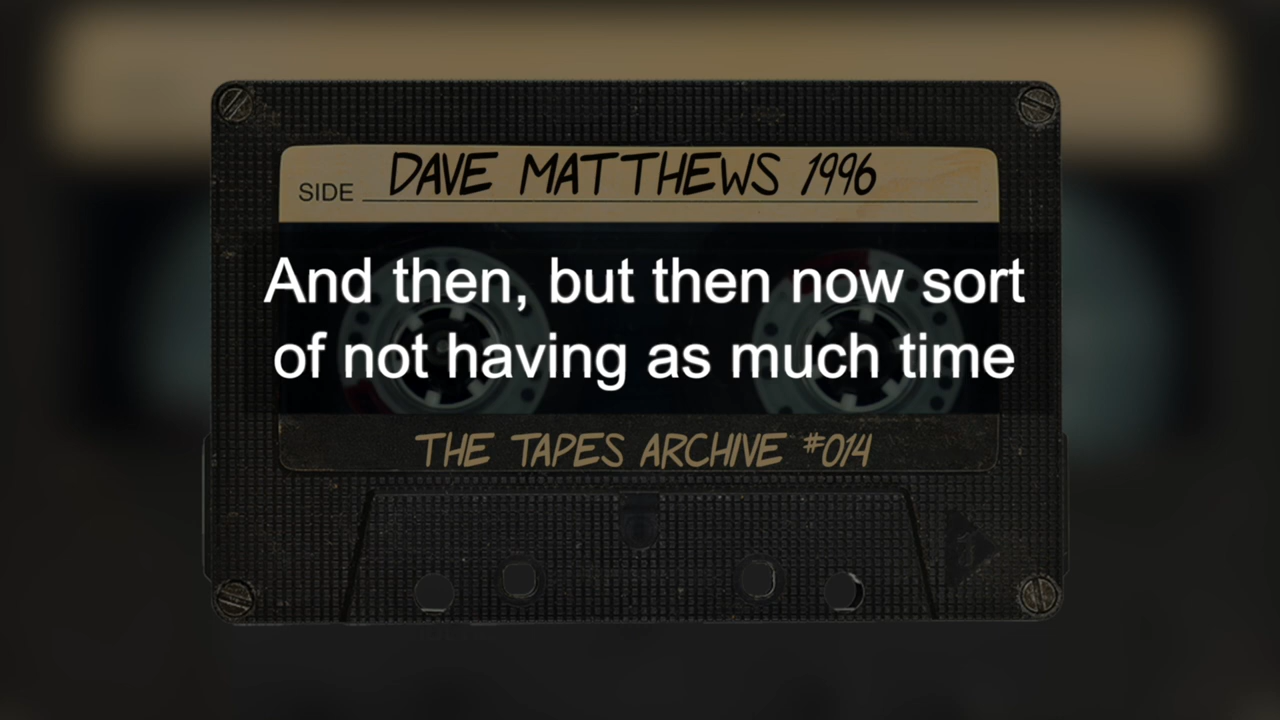 DAVE MATTHEWS 1996
SIDE
And then, but then now sort
of not having as much time
THE TAPES ARCHIVE #014